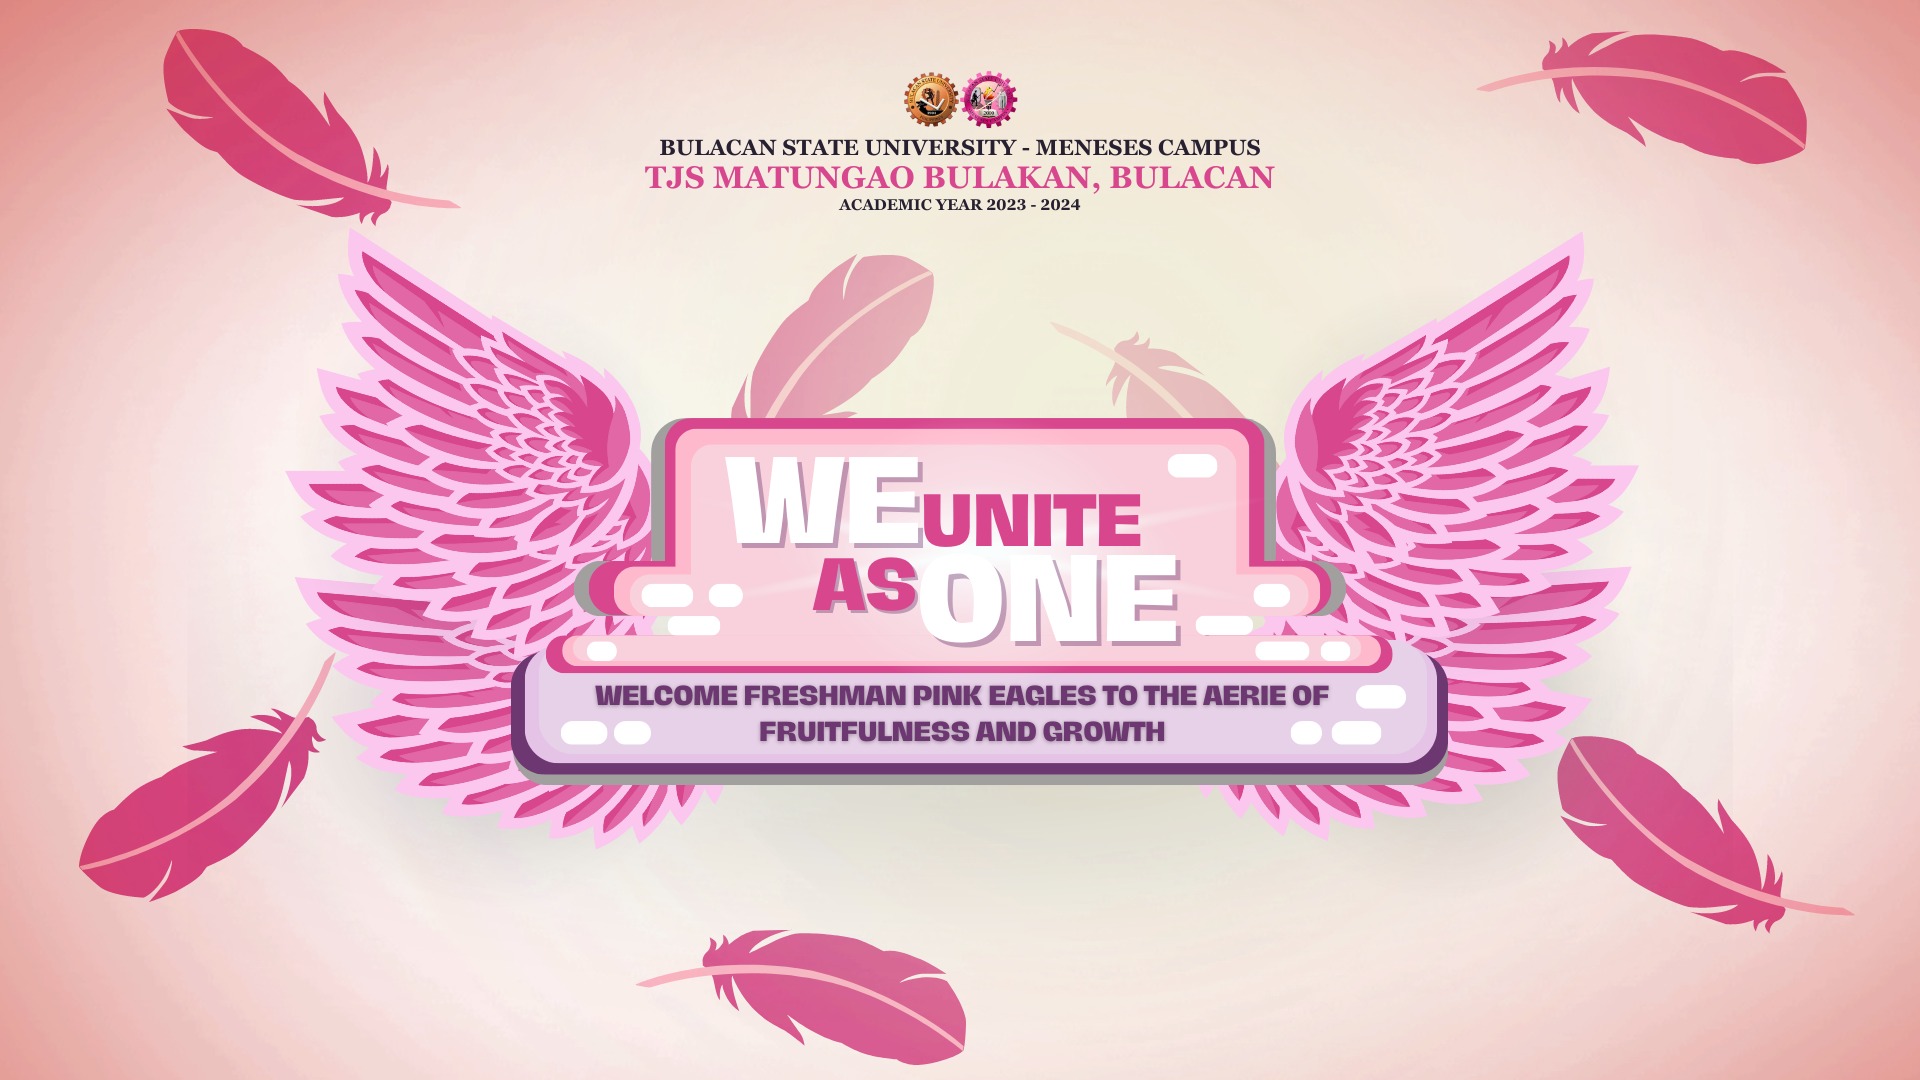 BULACAN STATE UNIVERSITY - MENESES CAMPUS
TJS MATUNGAO BULAKAN, BULACAN
ACADEMIC YEAR 2023 - 2024
WE UNITE
AS ONE
WELCOME FRESHMAN PINK EAGLES TO THE AERIE OF
FRUITFULNESS AND GROWTH